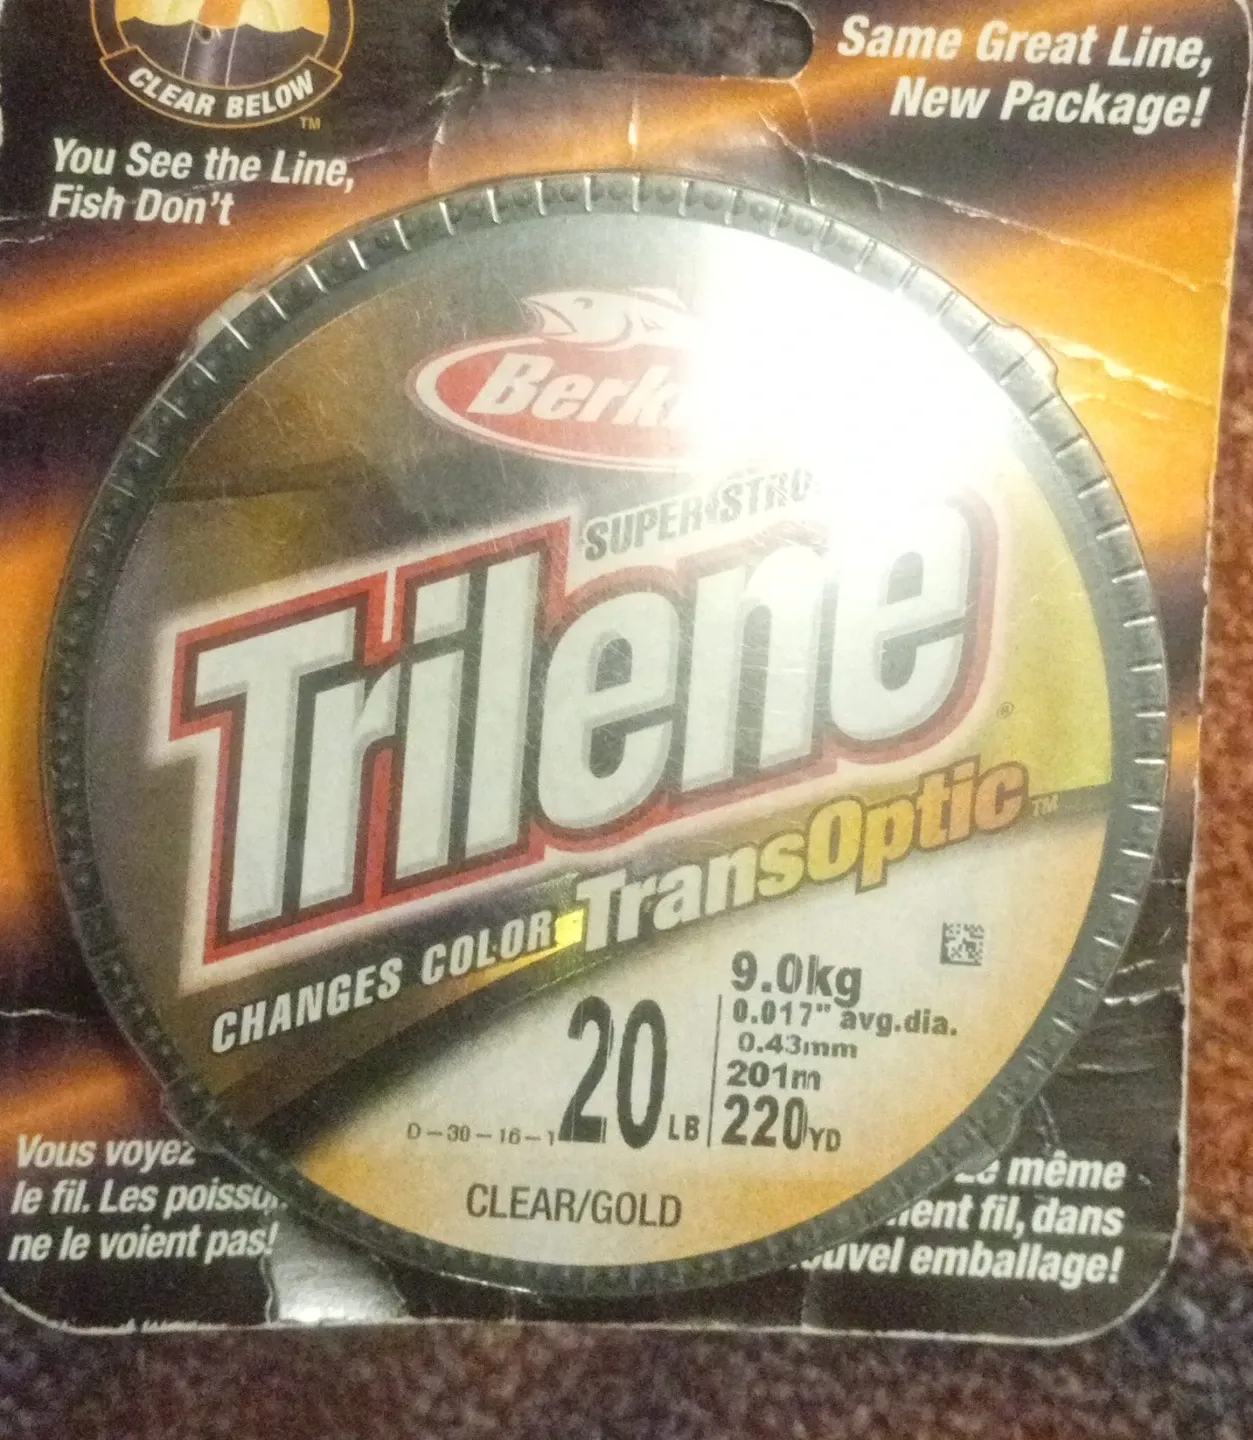 CLEAR BELOW
TM
You See the Line,
Fish Don't
Same Great Line,
New Package!
SUPER
Trilene
®
CHANGES COLOR TransOptic
TM
9.0kg
0.017" avg.dia.
0.43mm
201m
20 LB 220YD
CLEAR/GOLD
Vous voyez
le fil. Les
ne le voient pas!
même
fil, dans
emballage!